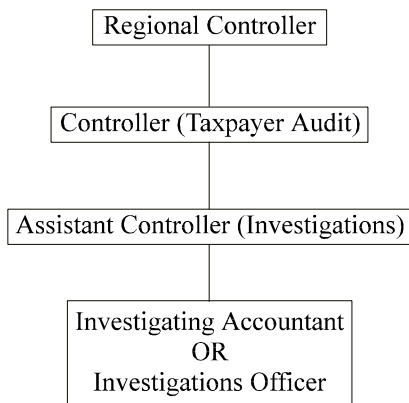 Regional Controller
Controller (Taxpayer Audit)
Assistant Controller (Investigations)
Investigating Accountant
OR
Investigations Officer